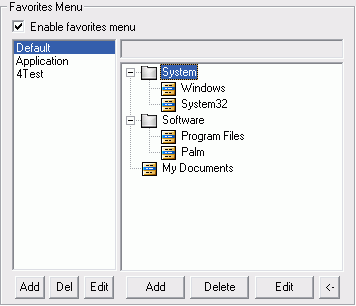 Favorites Menu
Enable favorites menu
Default
Application
4Test
System
Windows
System32
Software
Program Files
Palm
My Documents
Add Del Edit Add Delete Edit <-